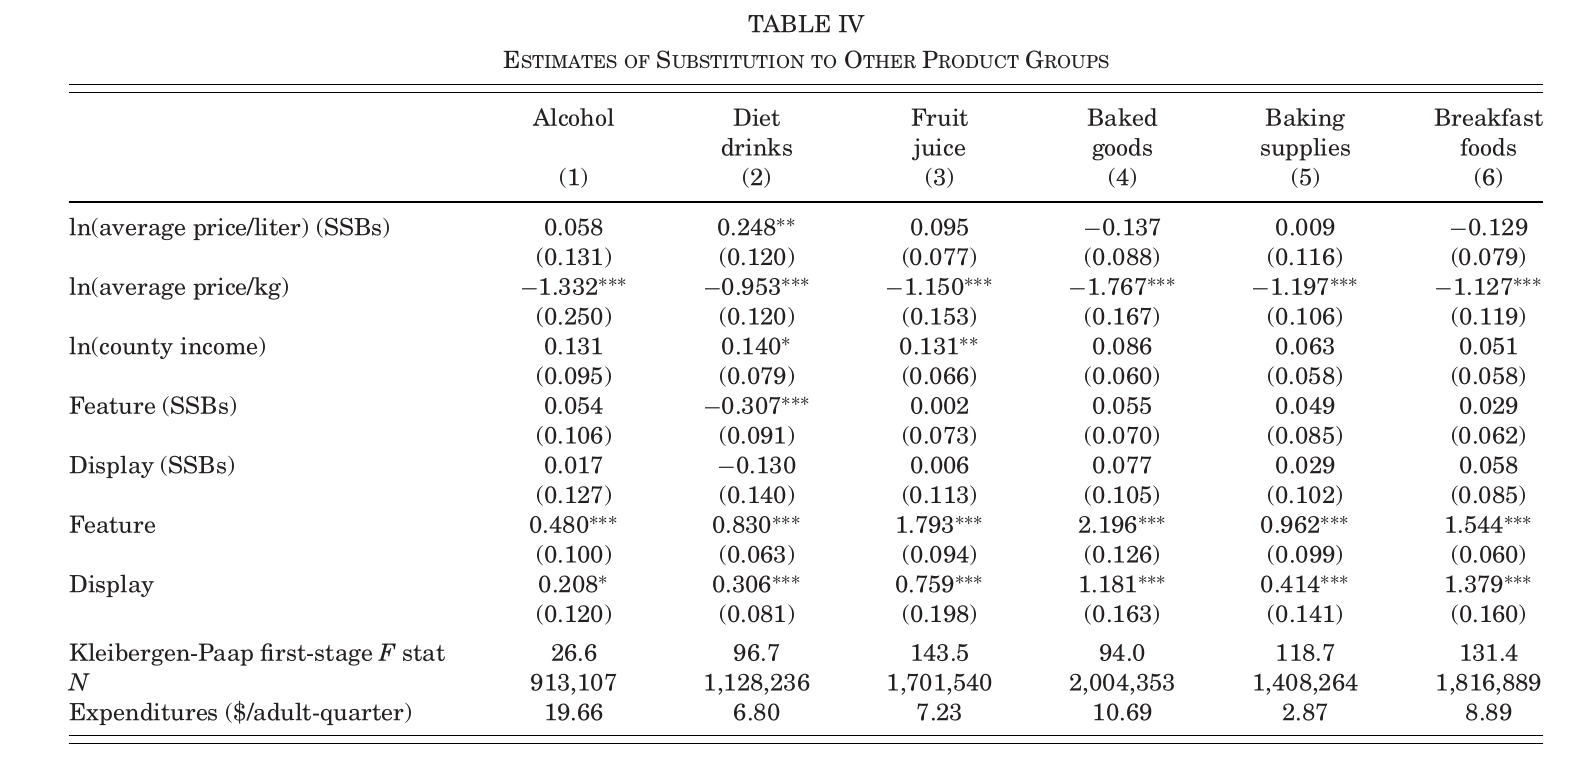 TABLE IV
ESTIMATES OF SUBSTITUTION TO OTHER PRODUCT GROUPS
Alcohol Diet Fruit Baked Baking Breakfast
drinks juice goods supplies foods
(1) (2) (3) (4) (5) (6)
ln(average price/liter) (SSBs) 0.058 0.248** 0.095 −0.137 0.009 −0.129
(0.131) (0.120) (0.077) (0.088) (0.116) (0.079)
ln(average price/kg) −1.332*** −0.953*** −1.150*** −1.767*** −1.197*** −1.127***
(0.250) (0.120) (0.153) (0.167) (0.106) (0.119)
ln(county income) 0.131 0.140* 0.131** 0.086 0.063 0.051
(0.095) (0.079) (0.066) (0.060) (0.058) (0.058)
Feature (SSBs) 0.054 −0.307*** 0.002 0.055 0.049 0.029
(0.106) (0.091) (0.073) (0.070) (0.085) (0.062)
Display (SSBs) 0.017 −0.130 0.006 0.077 0.029 0.058
(0.127) (0.140) (0.113) (0.105) (0.102) (0.085)
Feature 0.480*** 0.830*** 1.793*** 2.196*** 0.962*** 1.544***
(0.100) (0.063) (0.094) (0.126) (0.099) (0.060)
Display 0.208* 0.306*** 0.759*** 1.181*** 0.414*** 1.379***
(0.120) (0.081) (0.198) (0.163) (0.141) (0.160)
Kleibergen-Paap first-stage F stat 26.6 96.7 143.5 94.0 118.7 131.4
N 913,107 1,128,236 1,701,540 2,004,353 1,408,264 1,816,889
Expenditures ($/adult-quarter) 19.66 6.80 7.23 10.69 2.87 8.89